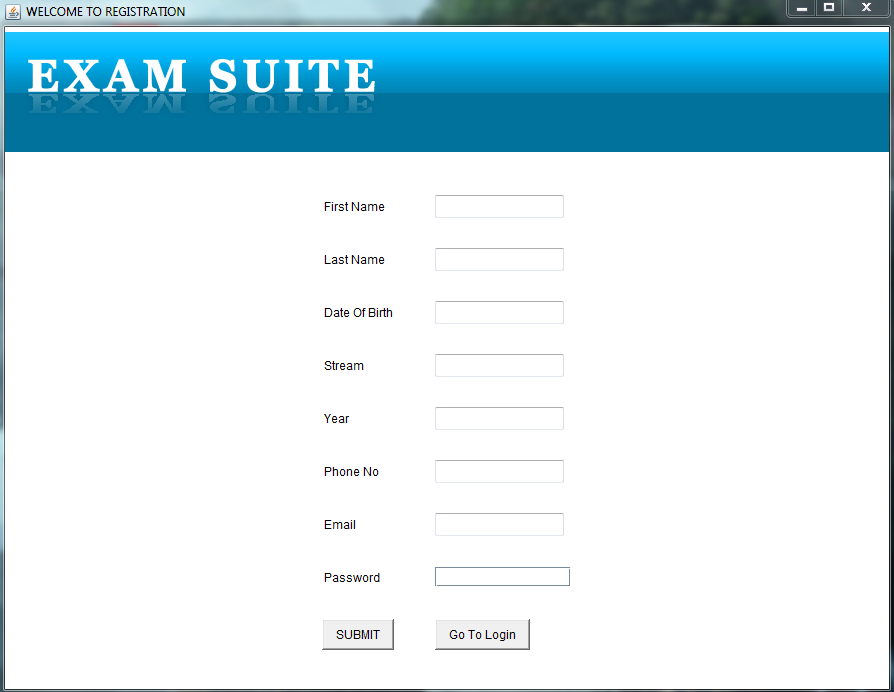 WELCOME TO REGISTRATION
EXAM SUITE
First Name
Last Name
Date Of Birth
Stream
Year
Phone No
Email
Password
SUBMIT Go To Login